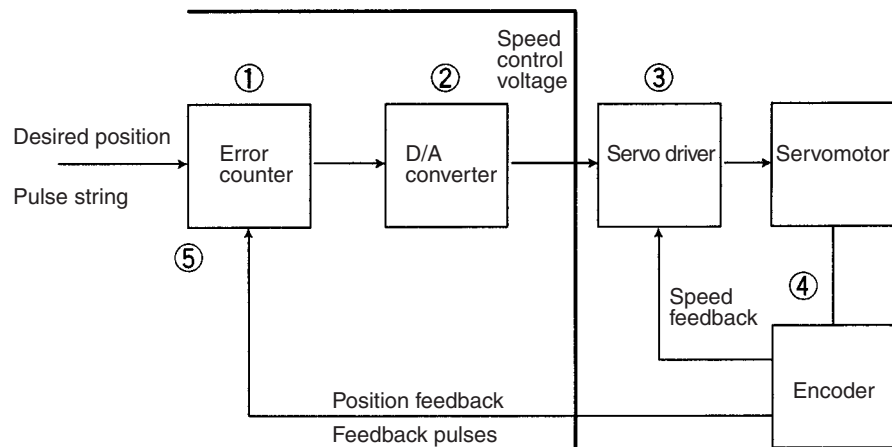 Speed
control
voltage
①
②
③
Desired position
Pulse string
Error
counter
D/A
converter
Servo driver
Servomotor
⑤
④
Speed
feedback
Encoder
Position feedback
Feedback pulses